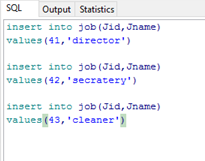 SQL Output Statistics
insert into job(Jid,Jname)
values(41,'director')
insert into job(Jid,Jname)
values(42,'secratery')
insert into job(Jid,Jname)
values(43,'cleaner')